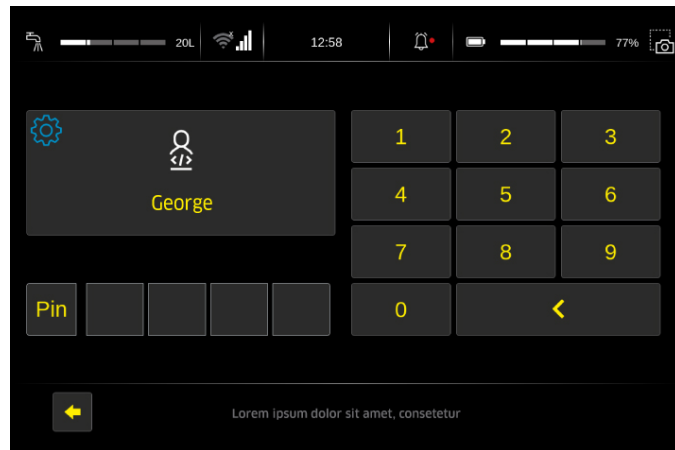 20L 12:58 77%
1 2 3
</>
George
4 5 6
7 8 9
Pin 0
Lorem ipsum dolor sit amet, consetetur